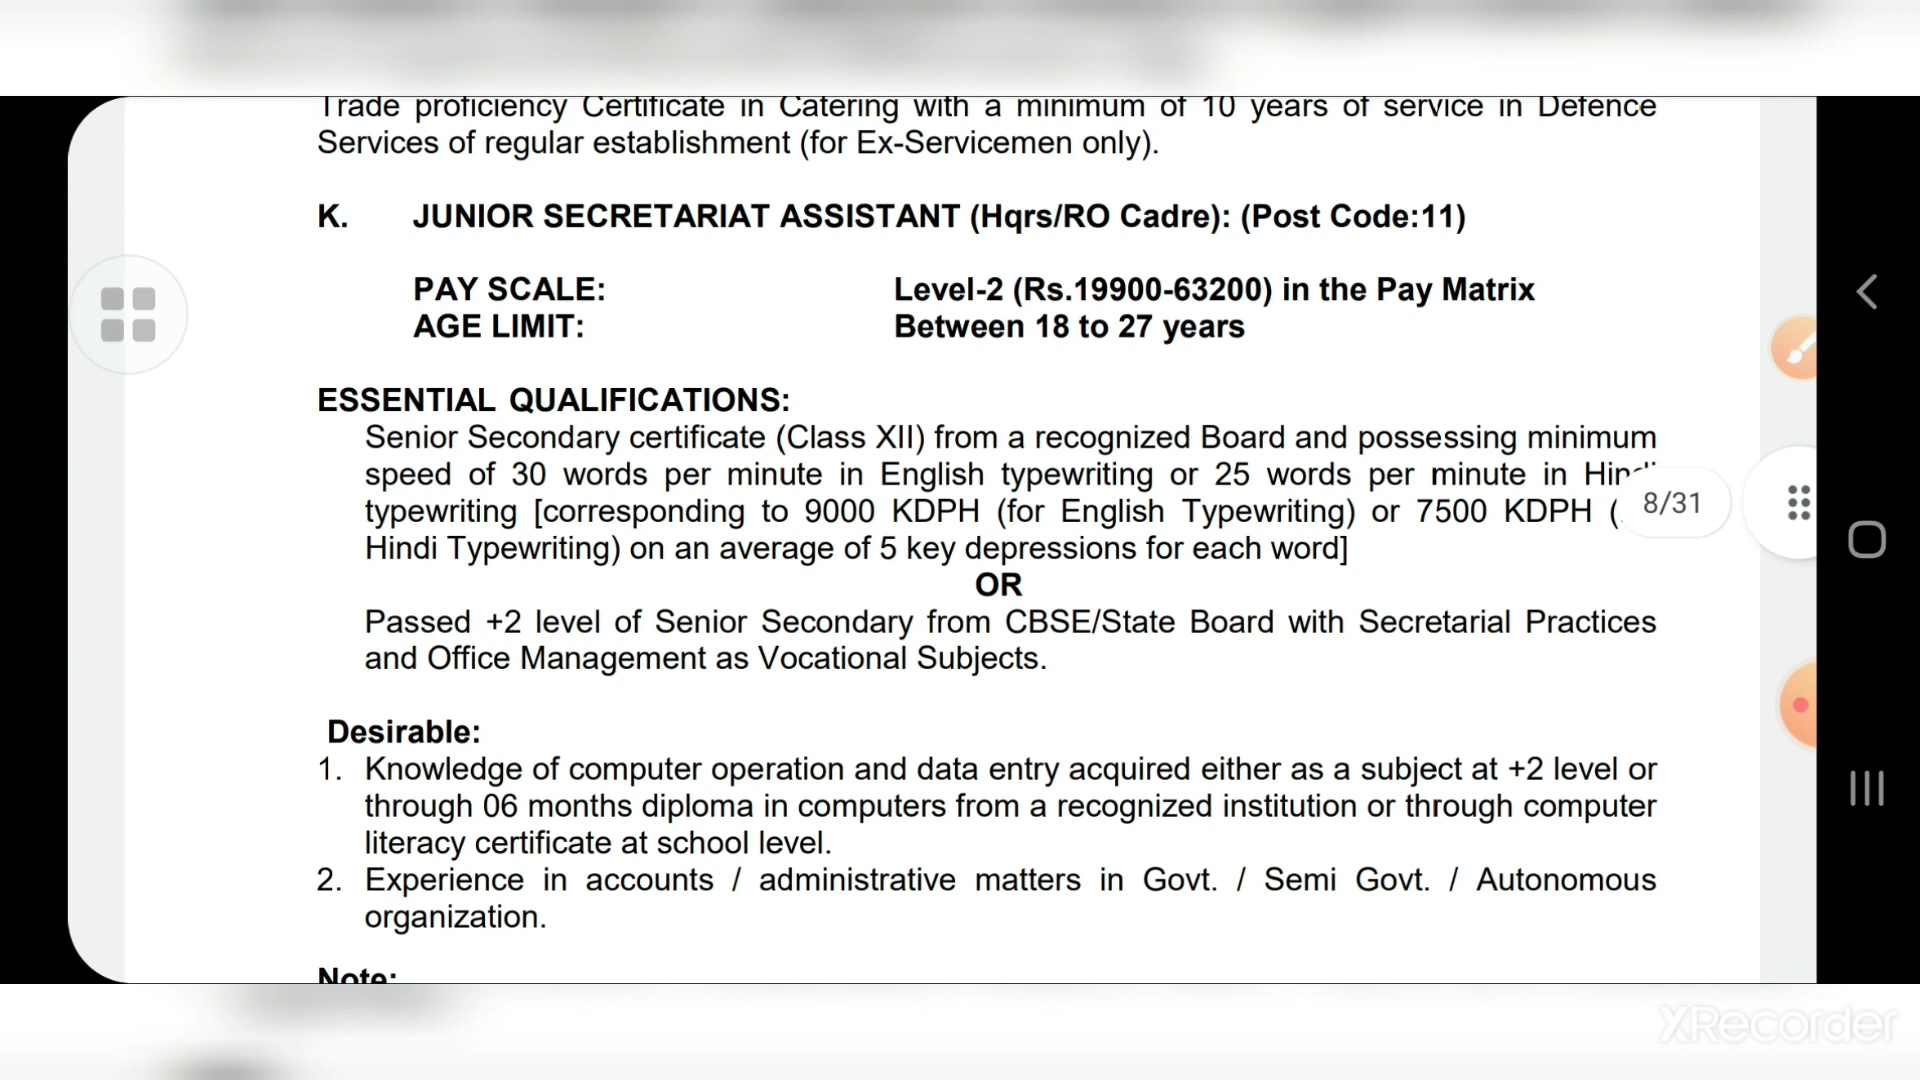 Trade proficiency Certificate in Catering with a minimum of 10 years of service in Defence
Services of regular establishment (for Ex-Servicemen only).
K. JUNIOR SECRETARIAT ASSISTANT (Hqrs/RO Cadre): (Post Code:11)
PAY SCALE: Level-2 (Rs.19900-63200) in the Pay Matrix
AGE LIMIT: Between 18 to 27 years
ESSENTIAL QUALIFICATIONS:
Senior Secondary certificate (Class XII) from a recognized Board and possessing minimum
speed of 30 words per minute in English typewriting or 25 words per minute in Hindi
typewriting [corresponding to 9000 KDPH (for English Typewriting) or 7500 KDPH (
8/31
Hindi Typewriting) on an average of 5 key depressions for each word]
OR
Passed +2 level of Senior Secondary from CBSE/State Board with Secretarial Practices
and Office Management as Vocational Subjects.
Desirable:
1. Knowledge of computer operation and data entry acquired either as a subject at +2 level or
through 06 months diploma in computers from a recognized institution or through computer
literacy certificate at school level.
2. Experience in accounts / administrative matters in Govt. / Semi Govt. / Autonomous
organization.
Note:
XRecorder